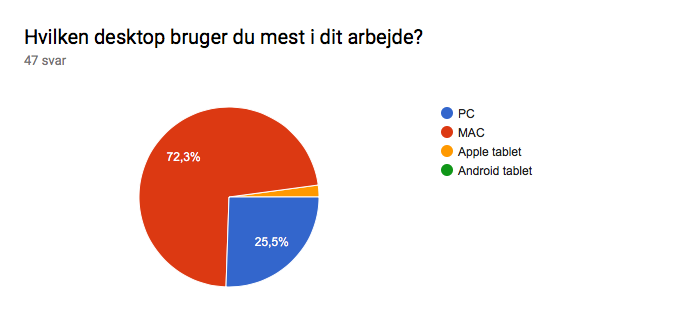 Hvilken desktop bruger du mest i dit arbejde?
47 svar
PC
72,3%
MAC
Apple tablet
Android tablet
25,5%